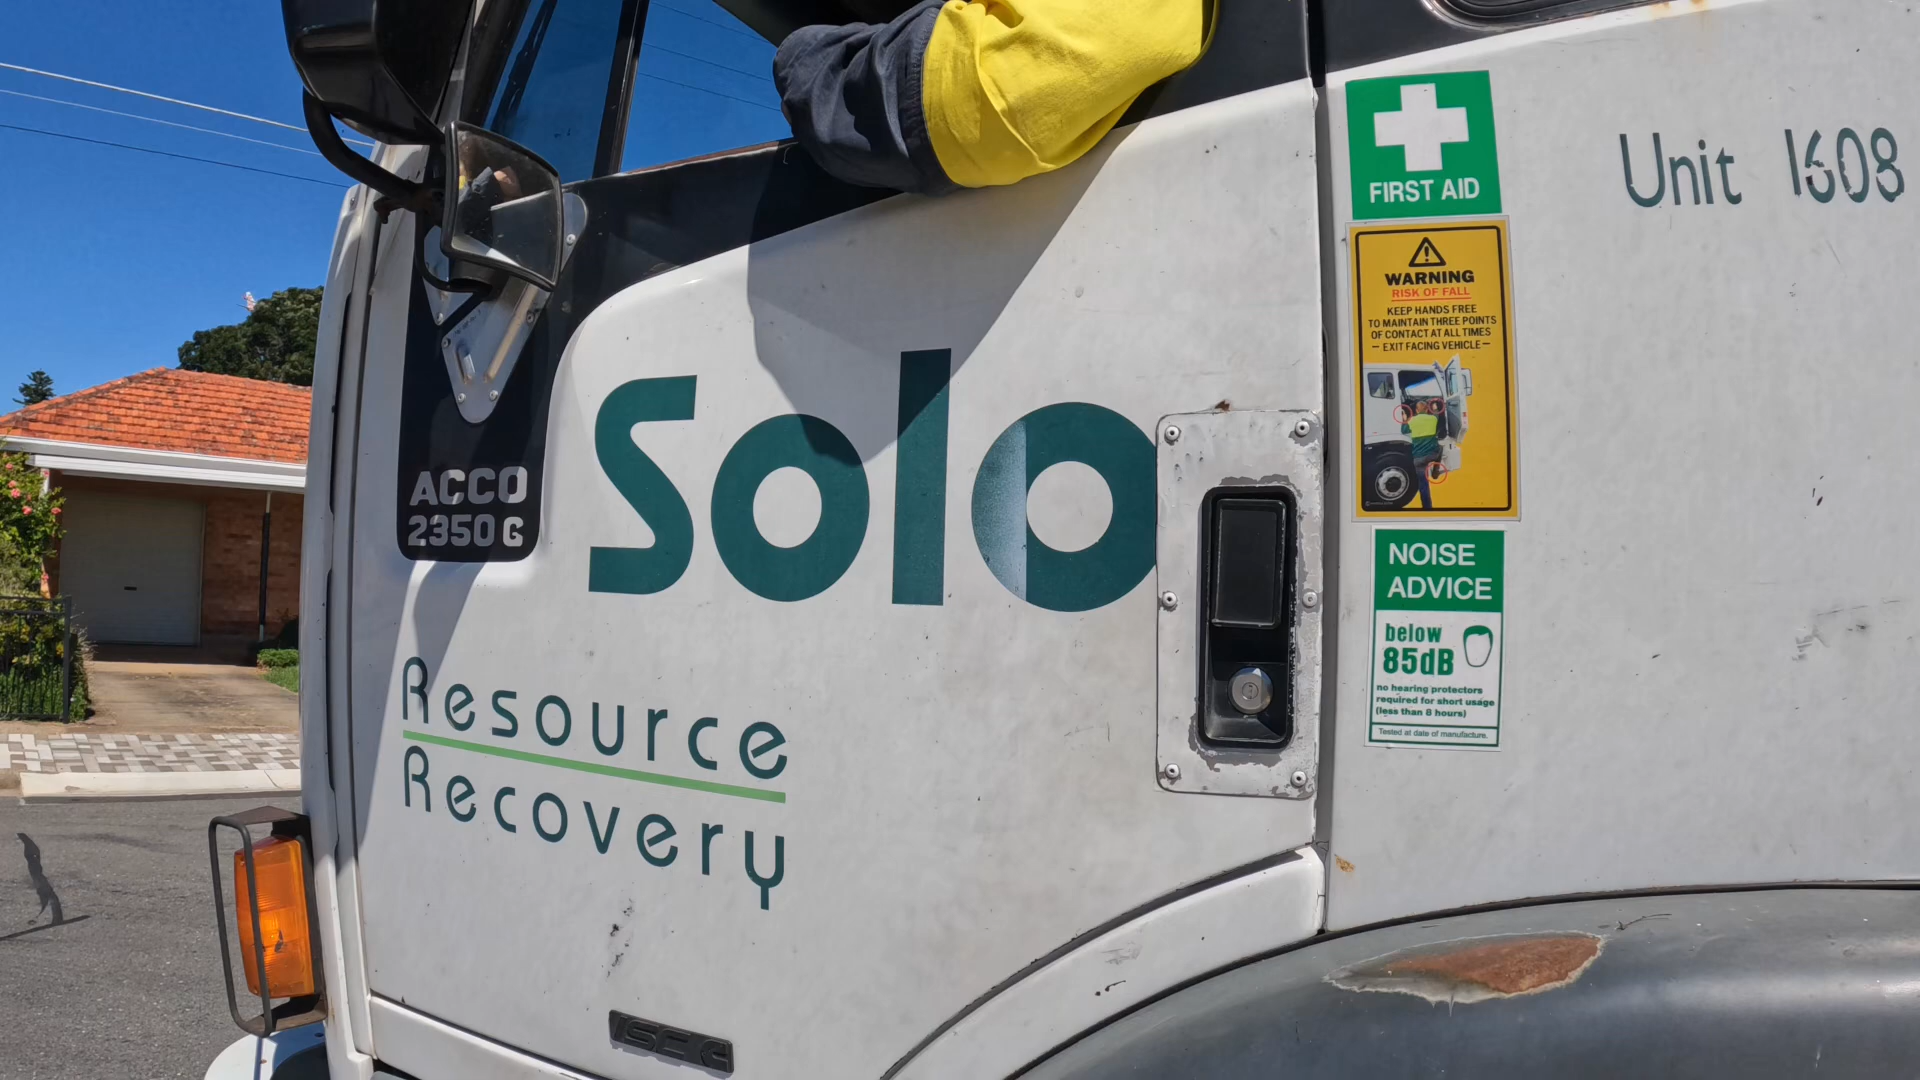 ACCO
2350 G
Solo
Resource
Recovery
FIRST AID
WARNING
RISK OF FALL
KEEP HANDS FREE
TO MAINTAIN THREE POINTS
OF CONTACT AT ALL TIMES
– EXIT FACING VEHICLE –
NOISE
ADVICE
below
85dB
no hearing protectors
required for short usage
(less than 8 hours)
Tested at date of manufacture.
Unit 1608